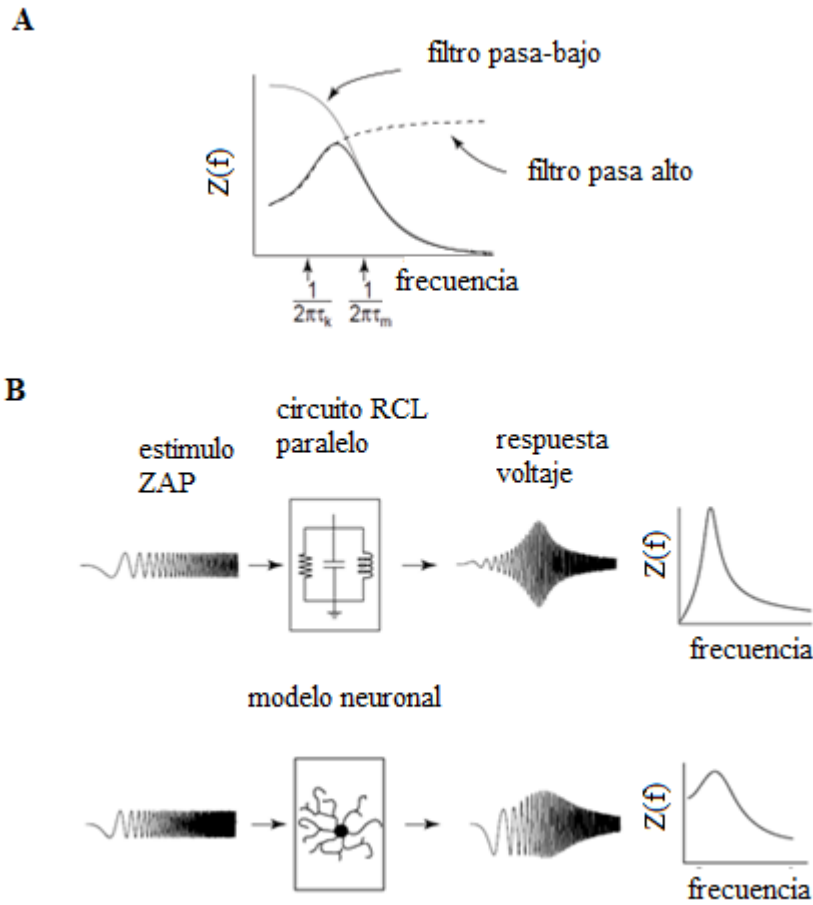 A
filtro pasa-bajo
Z(f)
filtro pasa alto
frecuencia
1
2πτk
1
2πτm
B
circuito RCL
paralelo
estimulo
ZAP
respuesta
voltaje
Z(f)
frecuencia
modelo neuronal
Z(f)
frecuencia